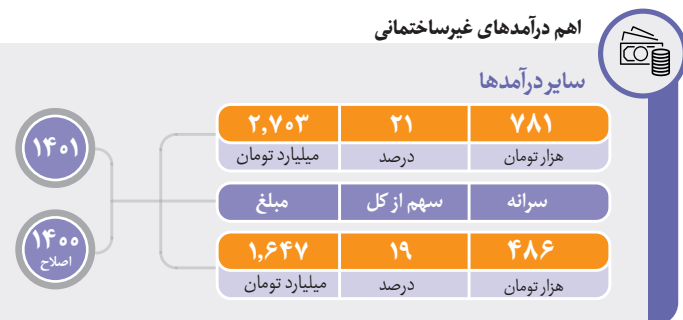 اهم درآمدهای غیرساختمانی
سایر درآمدها
۷۸۱ ۲۱ ۲,۷۰۳
هزار تومان درصد میلیارد تومان
۱۴۰۱
سرانه سهم از کل مبلغ
۱۴۰۰
اصلاح
۴۸۶ ۱۹ ۱,۶۴۷
هزار تومان درصد میلیارد تومان